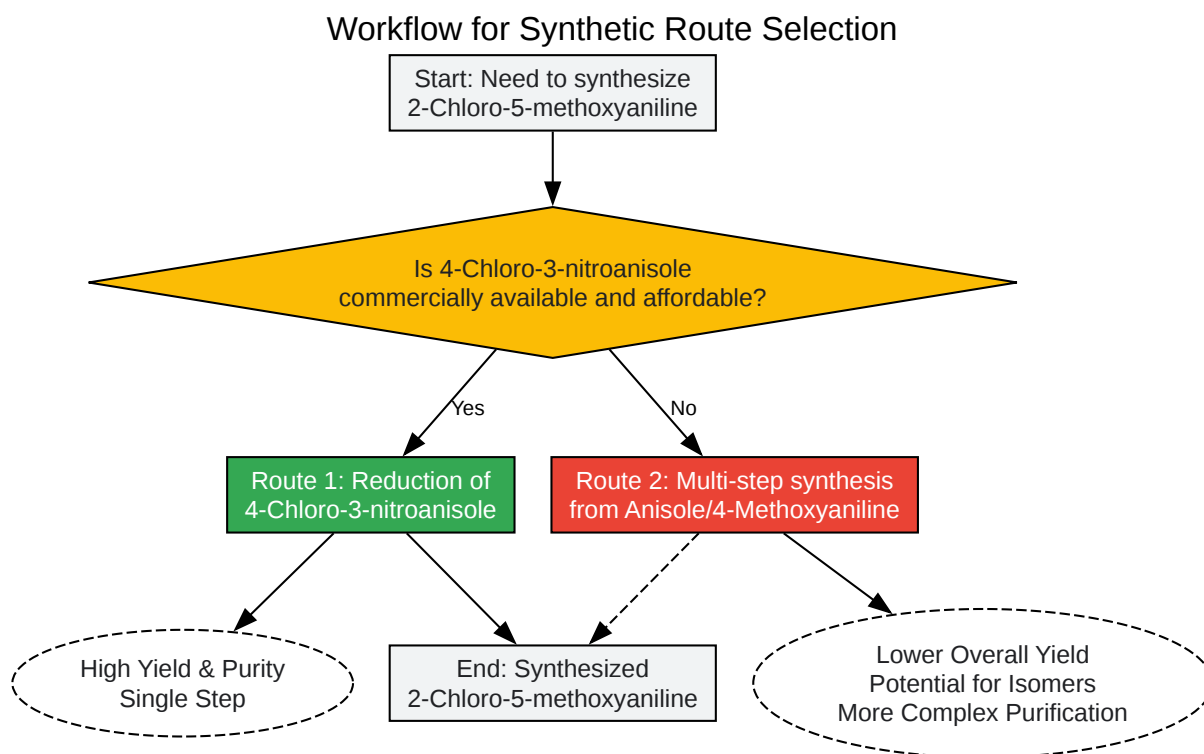 Workflow for Synthetic Route Selection
Start: Need to synthesize
2-Chloro-5-methoxyaniline
Is 4-Chloro-3-nitroanisole
commercially available and affordable?
Yes
No
Route 1: Reduction of
4-Chloro-3-nitroanisole
Route 2: Multi-step synthesis
from Anisole/4-Methoxyaniline
High Yield & Purity
Single Step
End: Synthesized
2-Chloro-5-methoxyaniline
Lower Overall Yield
Potential for Isomers
More Complex Purification